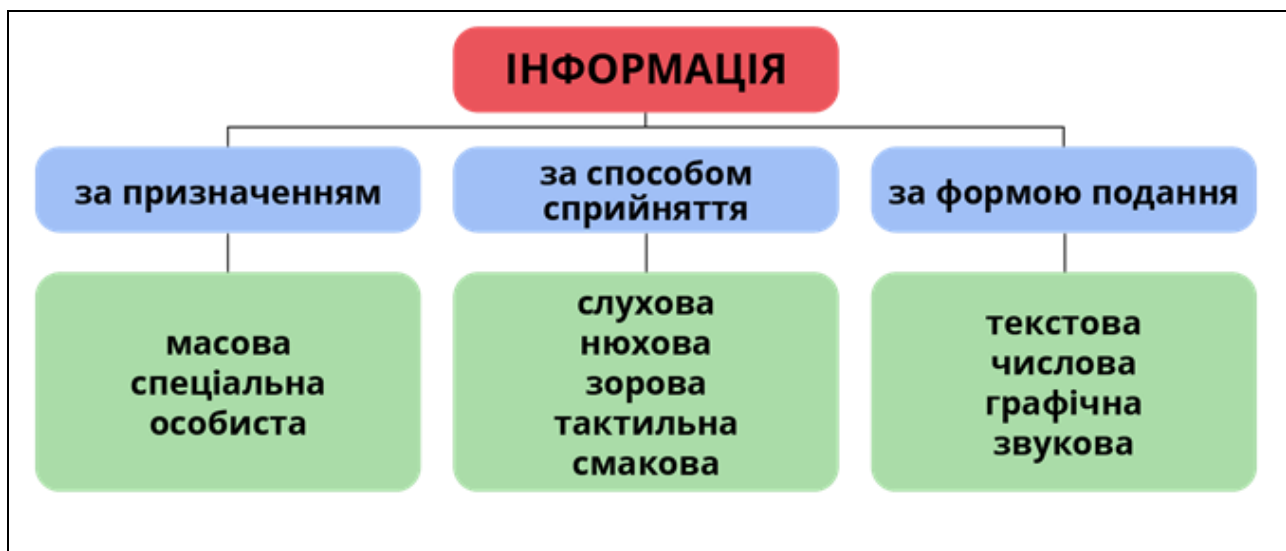 ІНФОРМАЦІЯ
за призначенням
за способом
сприйняття
за формою подання
масова
спеціальна
особиста
слухова
нюхова
зорова
тактильна
смакова
текстова
числова
графічна
звукова